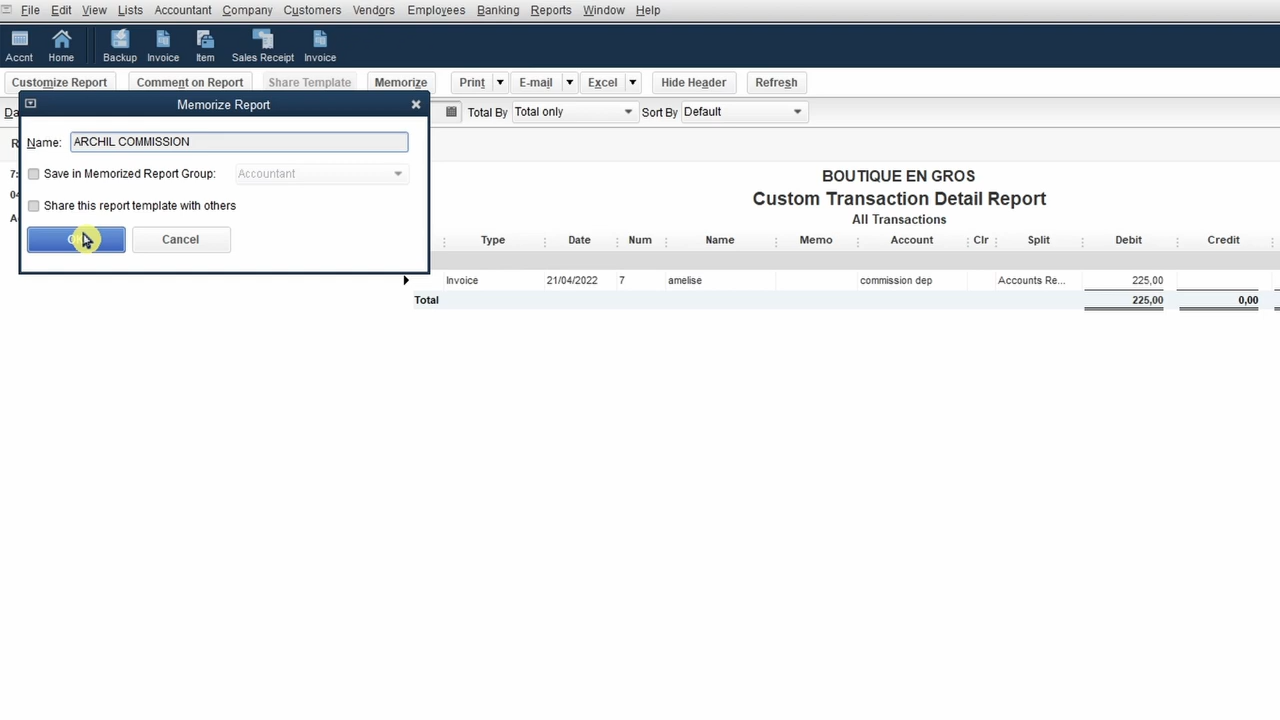 File Edit View Lists Accountant Company Customers Vendors Employees Banking Reports Window Help
Accnt Home Backup Invoice Item Sales Receipt Invoice
Customize Report Comment on Report Share Template Memorize Print E-mail Excel Hide Header Refresh
Memorize Report
Total By Total only Sort By Default
Name: ARCHIL COMMISSION
Save in Memorized Report Group: Accountant
Share this report template with others
Cancel
BOUTIQUE EN GROS
Custom Transaction Detail Report
All Transactions
Type Date Num Name Memo Account Clr Split Debit Credit
Invoice 21/04/2022 7 amelise commission dep Accounts Re... 225,00
Total 225,00 0,00